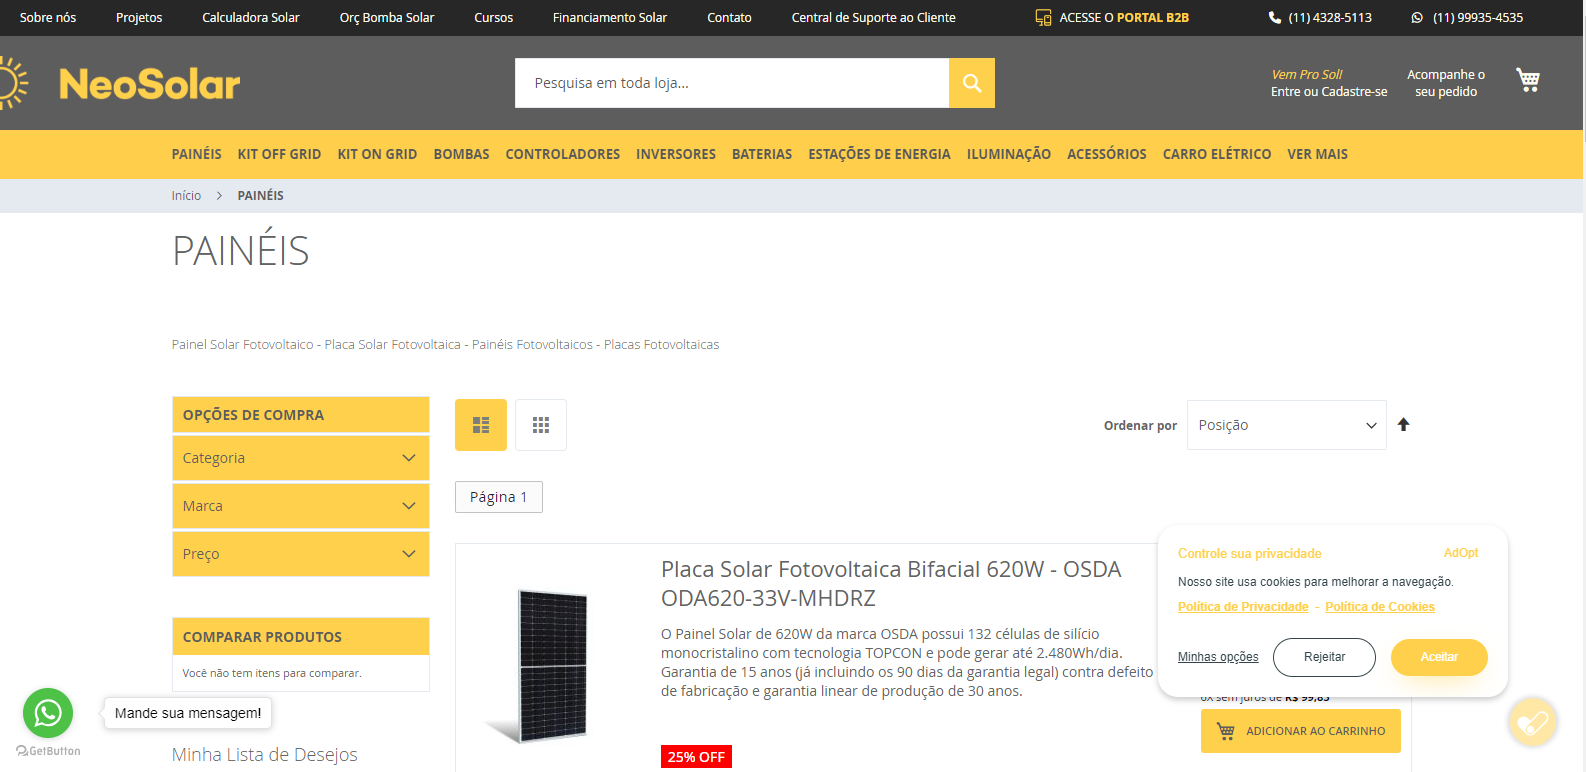 Sobre nós
Projetos
Calculadora Solar
Orç Bomba Solar
Cursos
Financiamento Solar
Contato
Central de Suporte ao Cliente
ACESSE O PORTAL B2B
(11) 4328-5113
(11) 99935-4535
NeoSolar
Pesquisa em toda loja...
Vem Pro Sol!
Entre ou Cadastre-se
Acompanhe o
seu pedido
PAINÉIS
KIT OFF GRID
KIT ON GRID
BOMBAS
CONTROLADORES
INVERSORES
BATERIAS
ESTAÇÕES DE ENERGIA
ILUMINAÇÃO
ACESSÓRIOS
CARRO ELÉTRICO
VER MAIS
Início
PAINÉIS
PAINÉIS
Painel Solar Fotovoltaico - Placa Solar Fotovoltaica - Painéis Fotovoltaicos - Placas Fotovoltaicas
OPÇÕES DE COMPRA
Categoria
Marca
Preço
COMPARAR PRODUTOS
Você não tem itens para comparar.
Mande sua mensagem!
GetButton
Minha Lista de Desejos
Ordenar por
Posição
Página 1
Placa Solar Fotovoltaica Bifacial 620W - OSDA
ODA620-33V-MHDRZ
O Painel Solar de 620W da marca OSDA possui 132 células de silício
monocristalino com tecnologia TOPCON e pode gerar até 2.480Wh/dia.
Garantia de 15 anos (já incluindo os 90 dias da garantia legal) contra defeito
de fabricação e garantia linear de produção de 30 anos.
25% OFF
Controle sua privacidade
AdOpt
Nosso site usa cookies para melhorar a navegação.
Política de Privacidade - Política de Cookies
Minhas opções
Rejeitar
Aceitar
6x sem juros de R$ 99,83
ADICIONAR AO CARRINHO